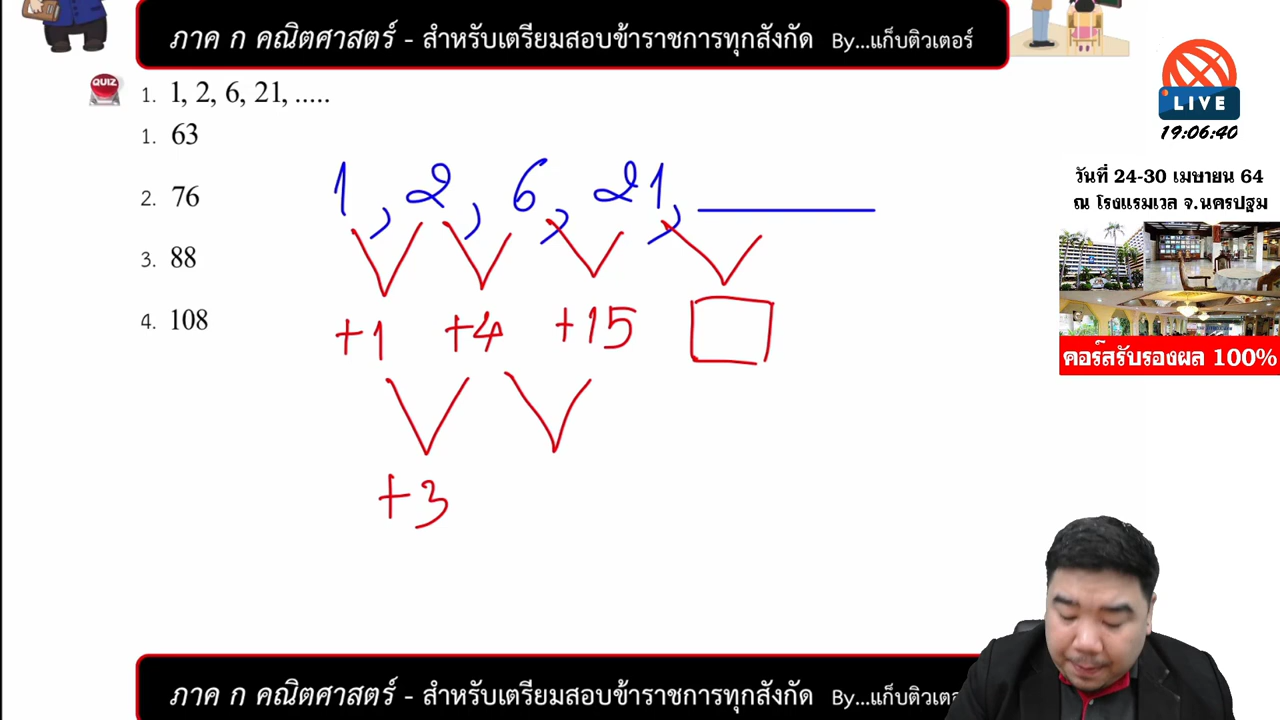 ภาค ก คณิตศาสตร์ - สำหรับเตรียมสอบข้าราชการทุกสังกัด By...แก็บติวเตอร์
QUIZ
1. 1, 2, 6, 21, .....
1. 63
2. 76
3. 88
4. 108
1, 2, 6, 21,
+1 +4 +15
+3
LIVE
19:06:40
วันที่ 24-30 เมษายน 64
ณ โรงแรมเวล จ.นครปฐม
คอร์สรับรองผล 100%
ภาค ก คณิตศาสตร์ - สำหรับเตรียมสอบข้าราชการทุกสังกัด By...แก็บติวเตอ